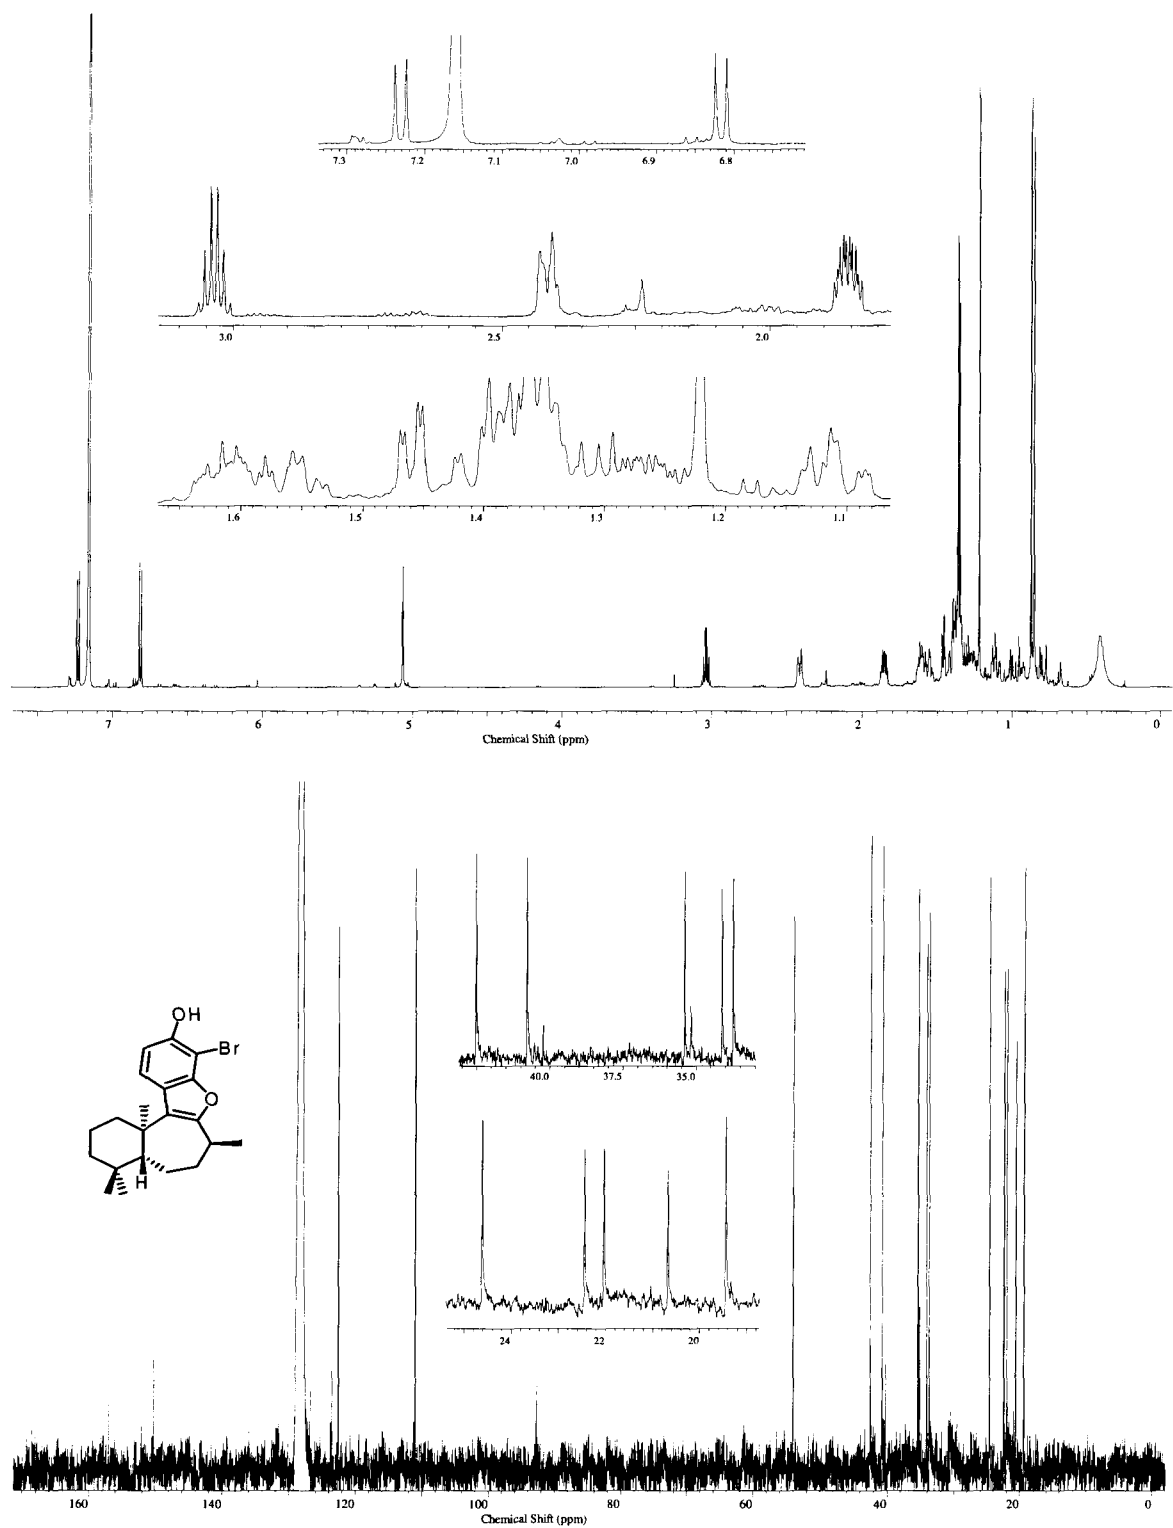 7.3 7.2 7.1 7.0 6.9 6.8
3.0 2.5 2.0
1.6 1.5 1.4 1.3 1.2 1.1
7 6 5 4 3 2 1 0
Chemical Shift (ppm)
40.0 37.5 35.0
OH
Br
O
H
24 22 20
160 140 120 100 80 60 40 20 0
Chemical Shift (ppm)